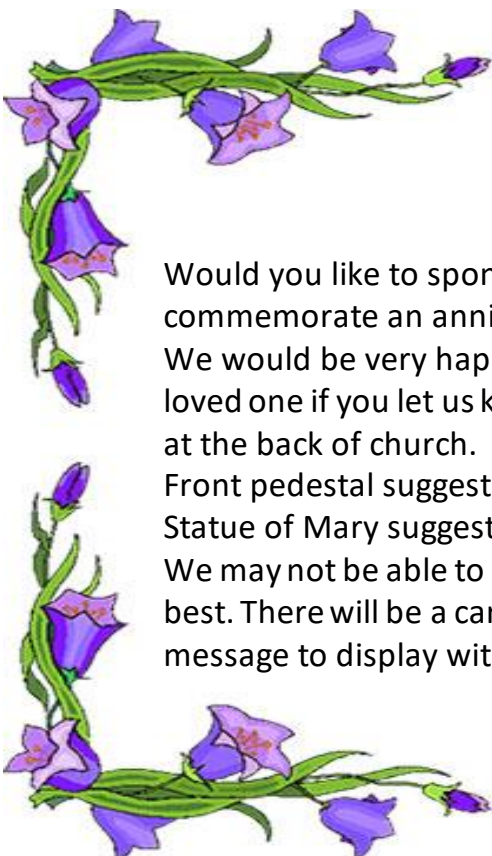 Would you like to spon
commemorate an anni
We would be very hap
loved one if you let us k
at the back of church.
Front pedestal suggest
Statue of Mary suggest
We may not be able to
best. There will be a car
message to display wit